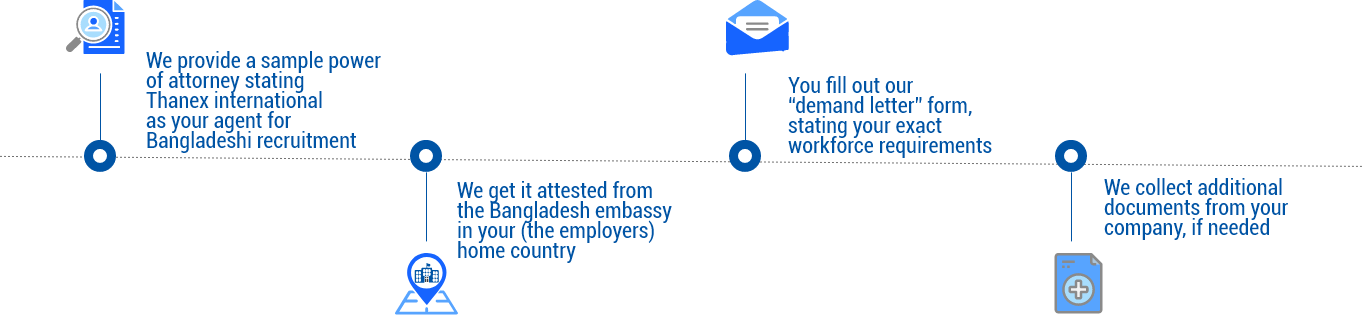 We provide a sample power
of attorney stating
Thanex international
as your agent for
Bangladeshi recruitment
We get it attested from
the Bangladesh embassy
in your (the employers)
home country
You fill out our
“demand letter” form,
stating your exact
workforce requirements
We collect additional
documents from your
company, if needed